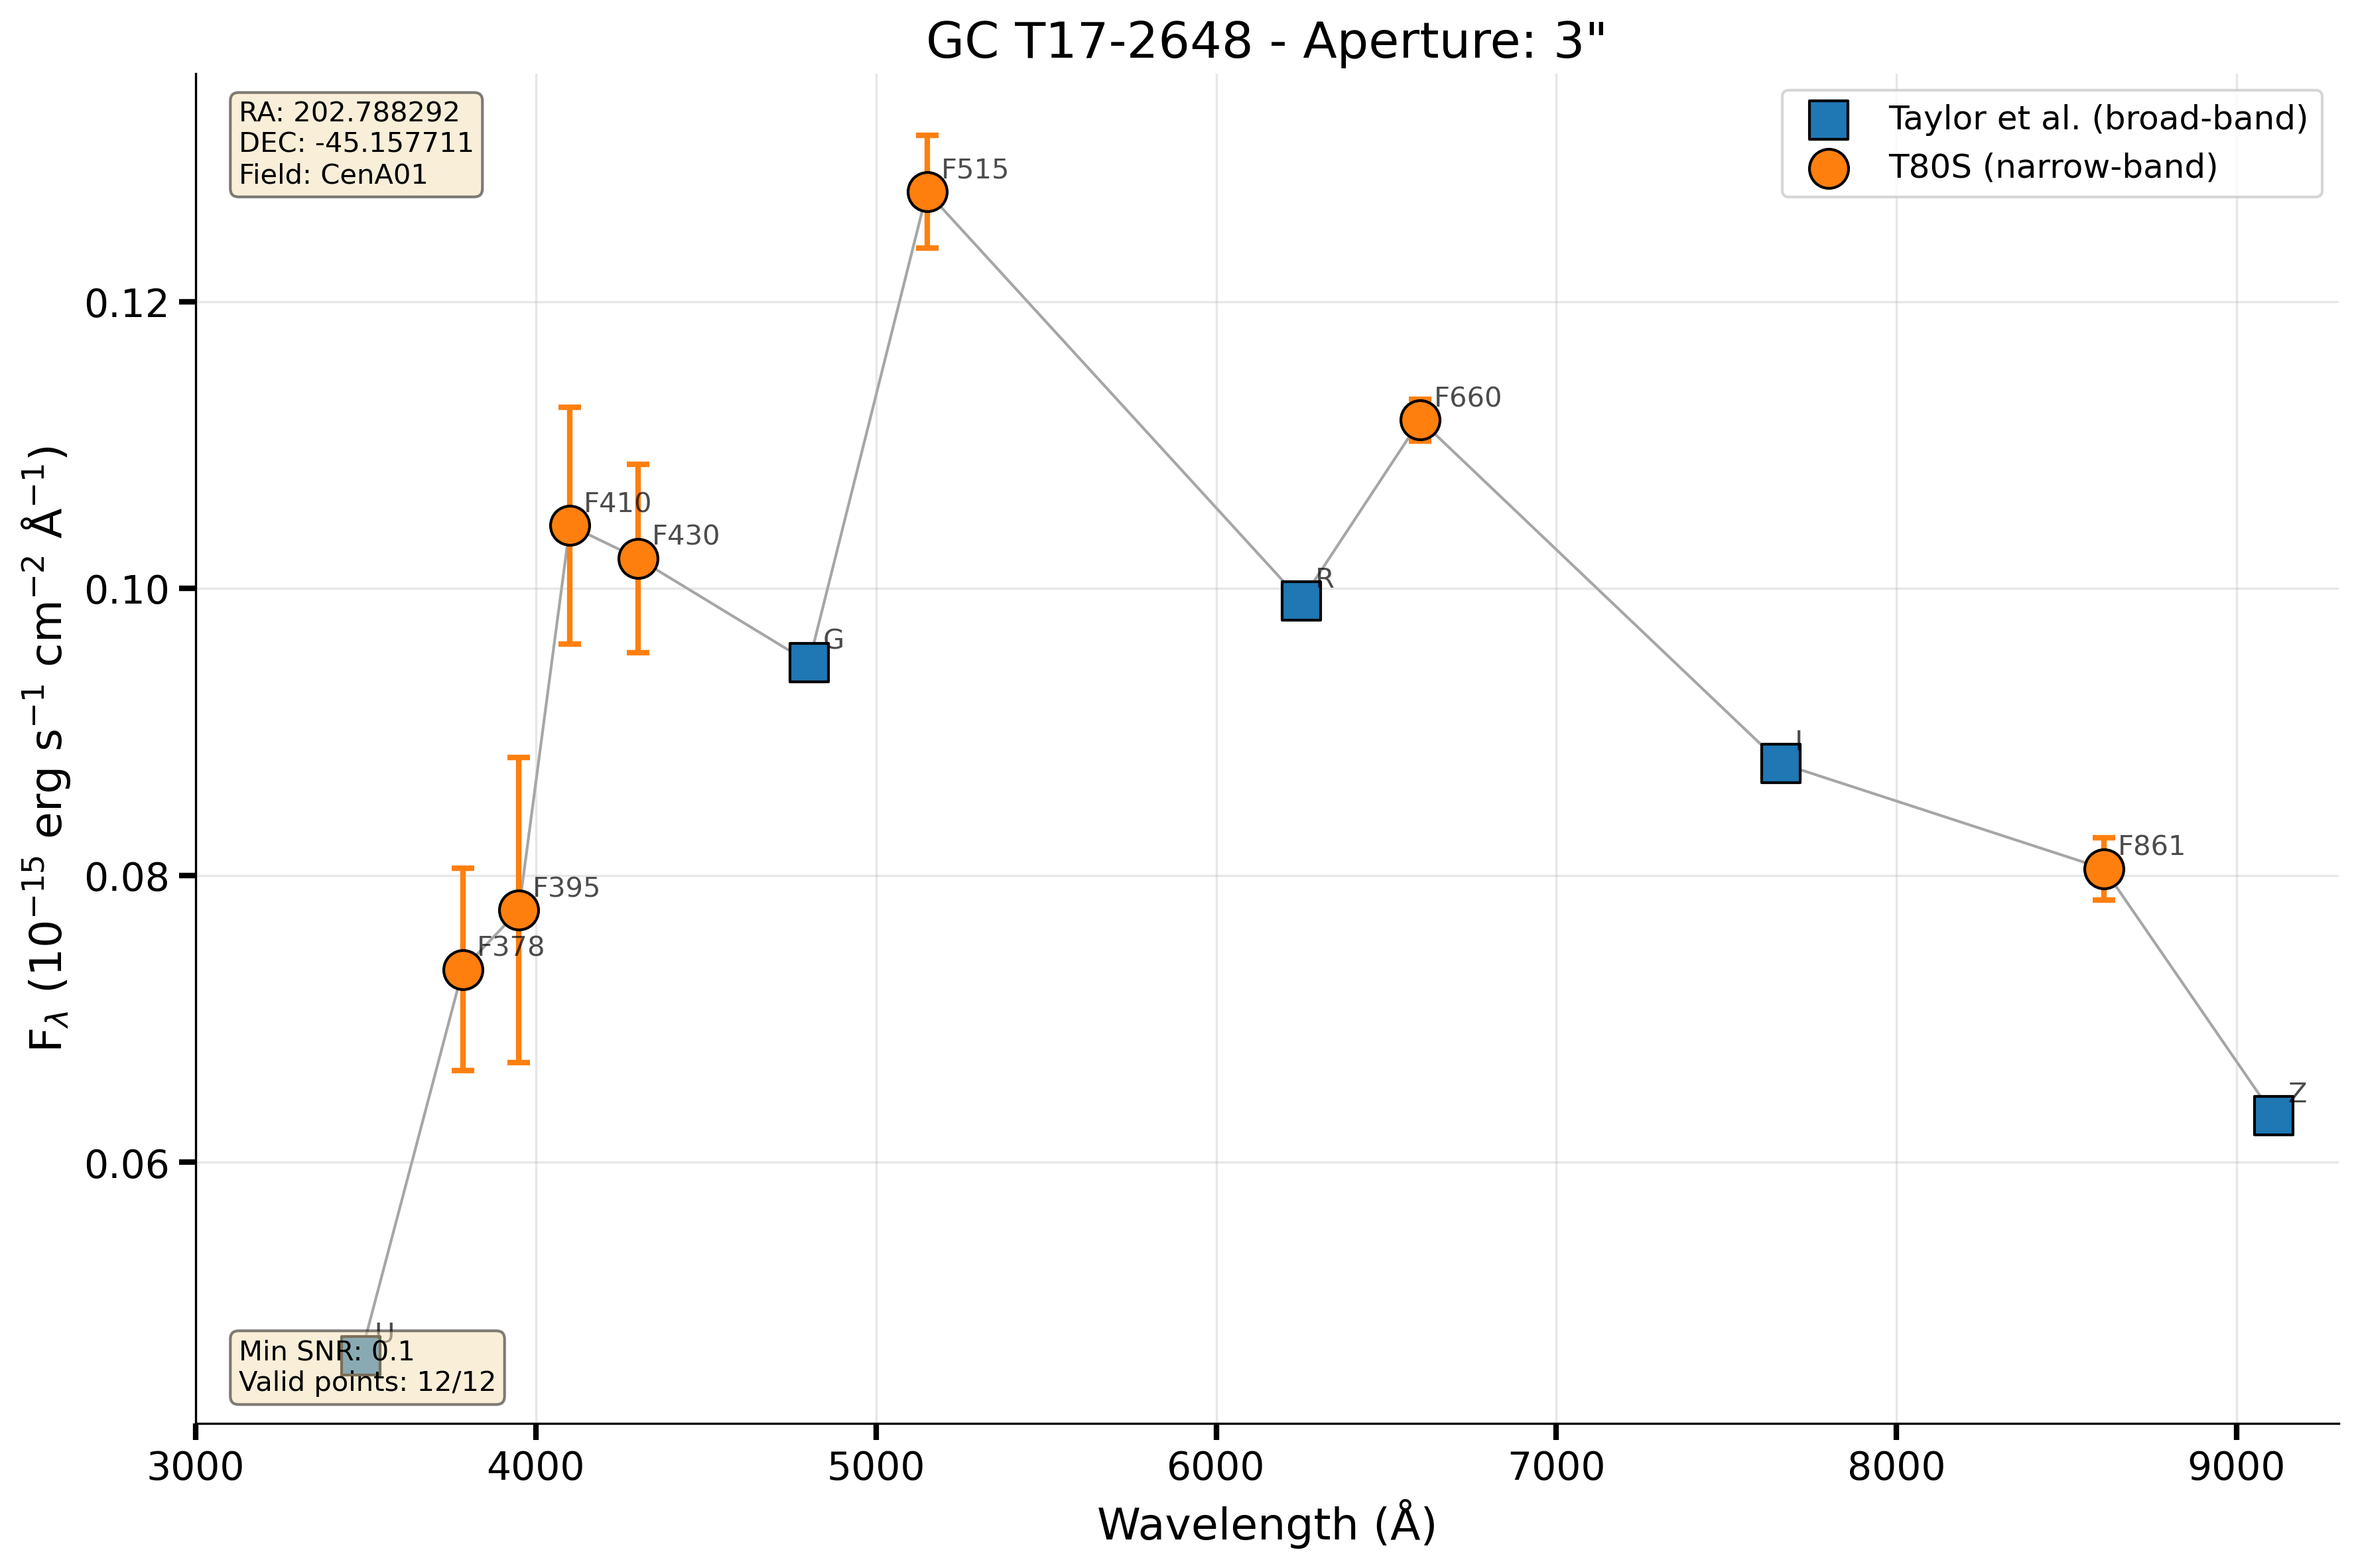 GC T17-2648 - Aperture: 3"
RA: 202.788292
DEC: -45.157711
Field: CenA01
Taylor et al. (broad-band)
T80S (narrow-band)
F515
F660
F410
F430
R
G
I
F861
F395
F378
Z
U
Min SNR: 0.1
Valid points: 12/12
0.12
0.10
0.08
0.06
F$_{λ}$ (10$^{−15}$ erg s$^{−1}$ cm$^{−2}$ Å$^{−1}$)
3000 4000 5000 6000 7000 8000 9000
Wavelength (Å)